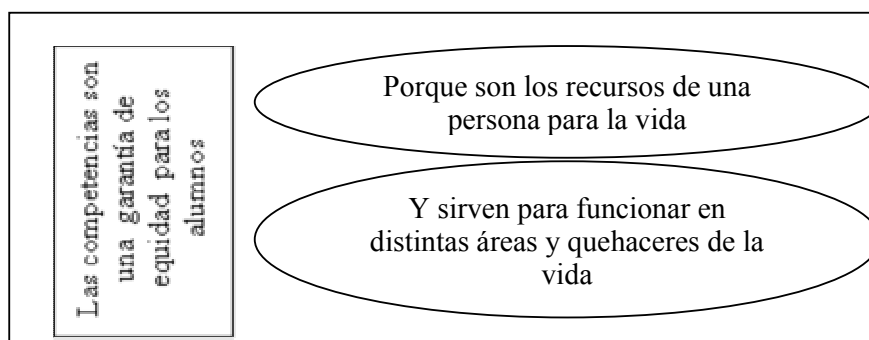 Las competencias son
una garantía de
equidad para los
alumnos
Porque son los recursos de una
persona para la vida
Y sirven para funcionar en
distintas áreas y quehaceres de la
vida